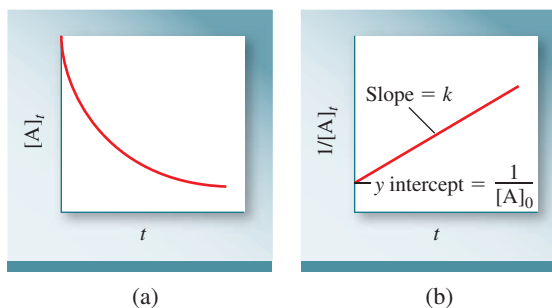 [A]ₜ
t
(a)
1/[A]ₜ
Slope = k
y intercept = 1/[A]₀
t
(b)